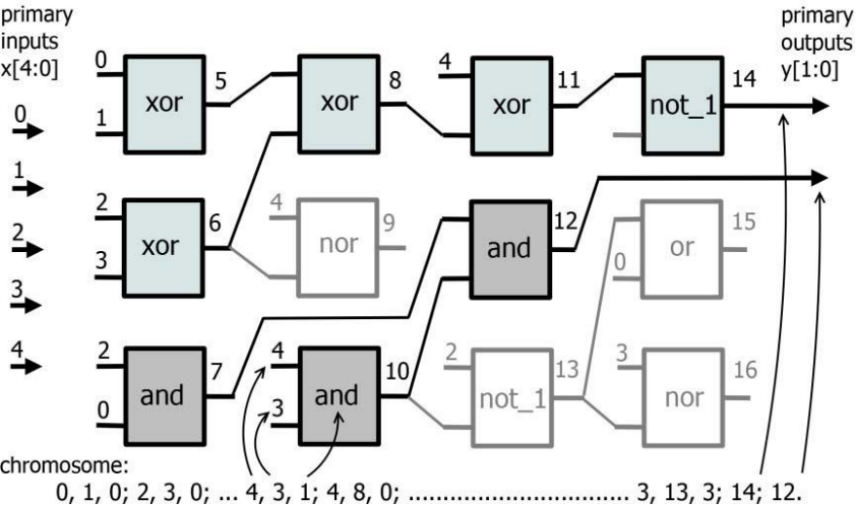 primary
inputs
x[4:0]
primary
outputs
y[1:0]
0
1
2
3
4
0
1
xor
5
xor
8
4
xor
11
not_1
14
2
3
xor
6
4
nor
9
and
12
0
or
15
2
0
and
7
4
3
and
10
2
not_1
13
3
nor
16
chromosome:
0, 1, 0; 2, 3, 0; ... 4, 3, 1; 4, 8, 0; ................................ 3, 13, 3; 14; 12.